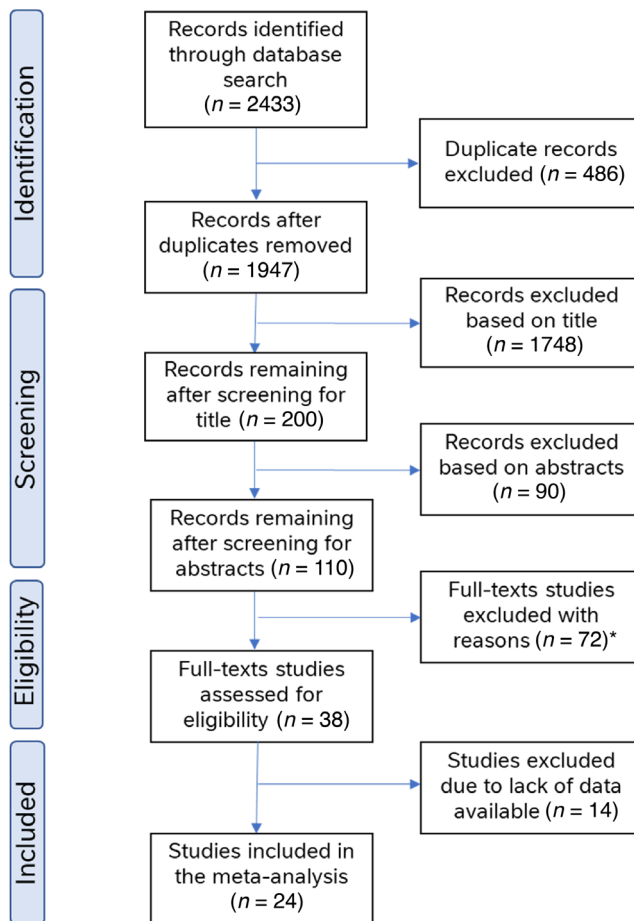 Identification
Records identified
through database
search
(n = 2433)
Duplicate records
excluded (n = 486)
Records after
duplicates removed
(n = 1947)
Screening
Records excluded
based on title
(n = 1748)
Records remaining
after screening for
title (n = 200)
Records excluded
based on abstracts
(n = 90)
Records remaining
after screening for
abstracts (n = 110)
Eligibility
Full-texts studies
excluded with
reasons (n = 72)*
Full-texts studies
assessed for
eligibility (n = 38)
Included
Studies excluded
due to lack of data
available (n = 14)
Studies included in
the meta-analysis
(n = 24)